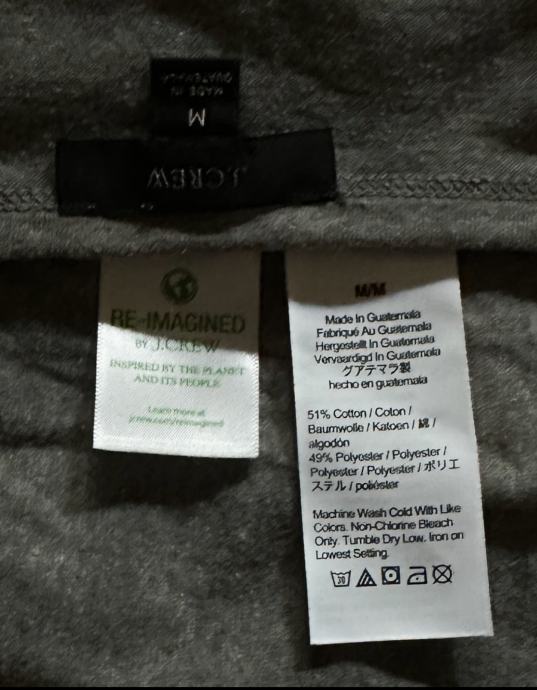 MADE IN
GUATEMALA
M
J.CREW
RE-IMAGINED
BY J.CREW
INSPIRED BY THE PLANET
AND ITS PEOPLE
Learn more at
jcrew.com/reimagined
M/M
Made In Guatemala
Fabriqué Au Guatemala
Hergestellt In Guatemala
Vervaardigd In Guatemala
グアテマラ製
hecho en guatemala
51% Cotton / Coton /
Baumwolle / Katoen / 綿 /
algodón
49% Polyester / Polyester /
Polyester / Polyester / ポリエ
ステル / poliéster
Machine Wash Cold With Like
Colors. Non-Chlorine Bleach
Only. Tumble Dry Low. Iron on
Lowest Setting.
30